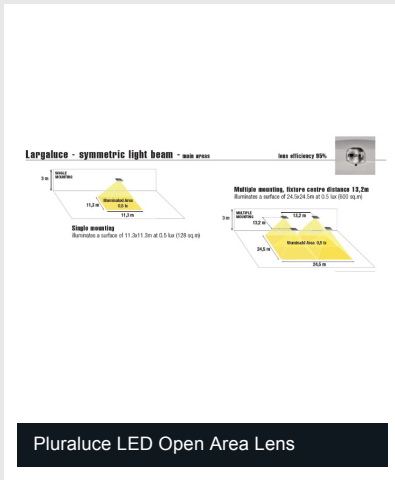 Largaluce - symmetric light beam - main areas
lens efficiency 95%
3 m
SINGLE
MOUNTING
Illuminated Area
0,5 lx
11,3 m
11,3 m
Single mounting
Illuminates a surface of 11.3x11.3m at 0,5 lux (128 sq.m)
Multiple mounting, fixture centre distance 13,2m
Illuminates a surface of 24.5x24.5m at 0.5 lux (600 sq.m)
3 m
MULTIPLE
MOUNTING
13,2 m
13,2 m
24,5 m
Illuminated Area 0,5 lx
24,5 m
Pluraluce LED Open Area Lens